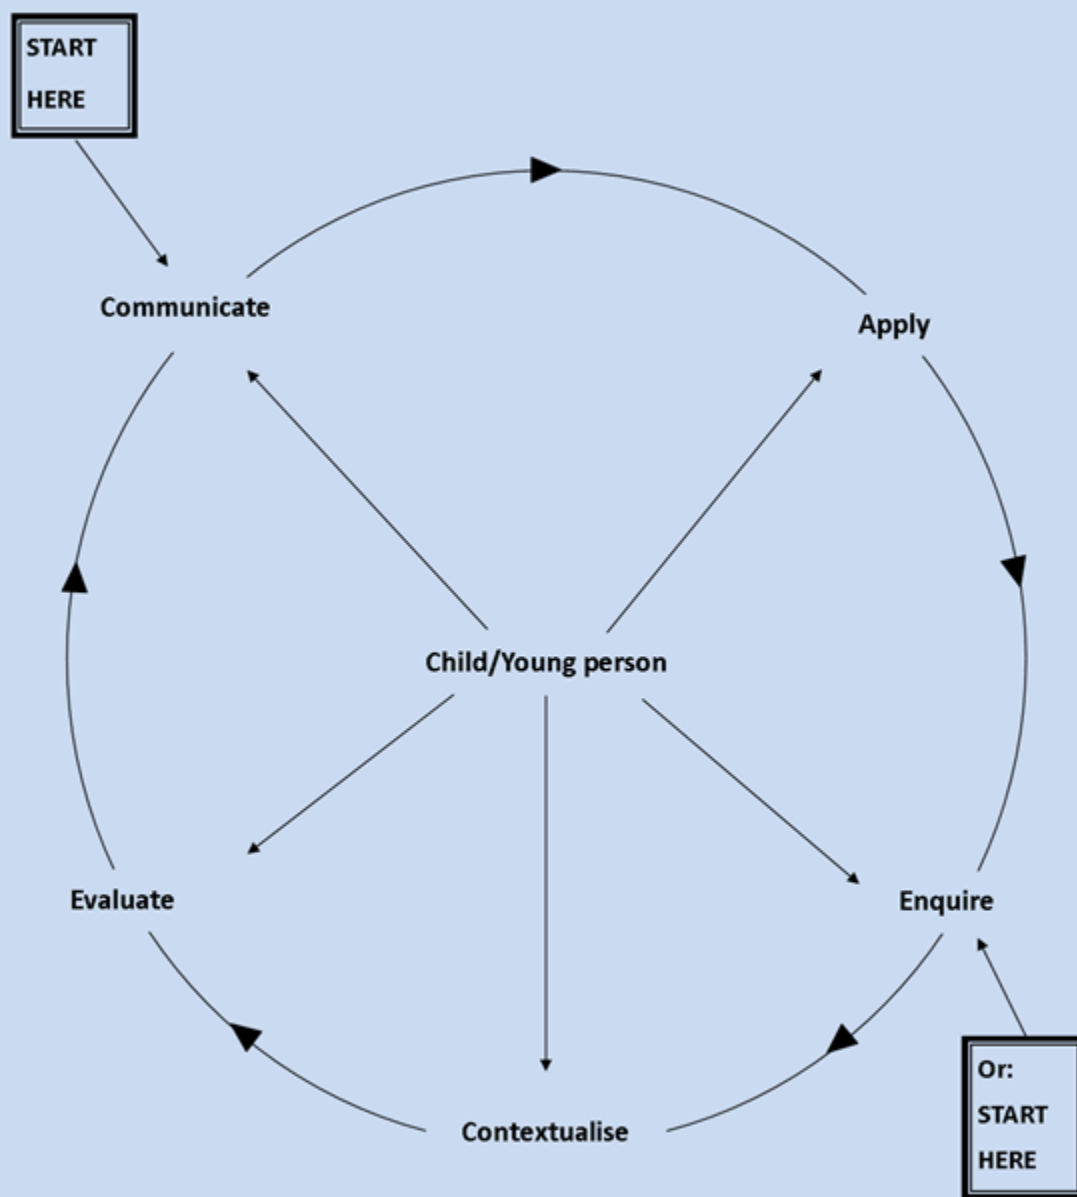 START
HERE
Communicate
Apply
Child/Young person
Evaluate
Enquire
Contextualise
Or:
START
HERE